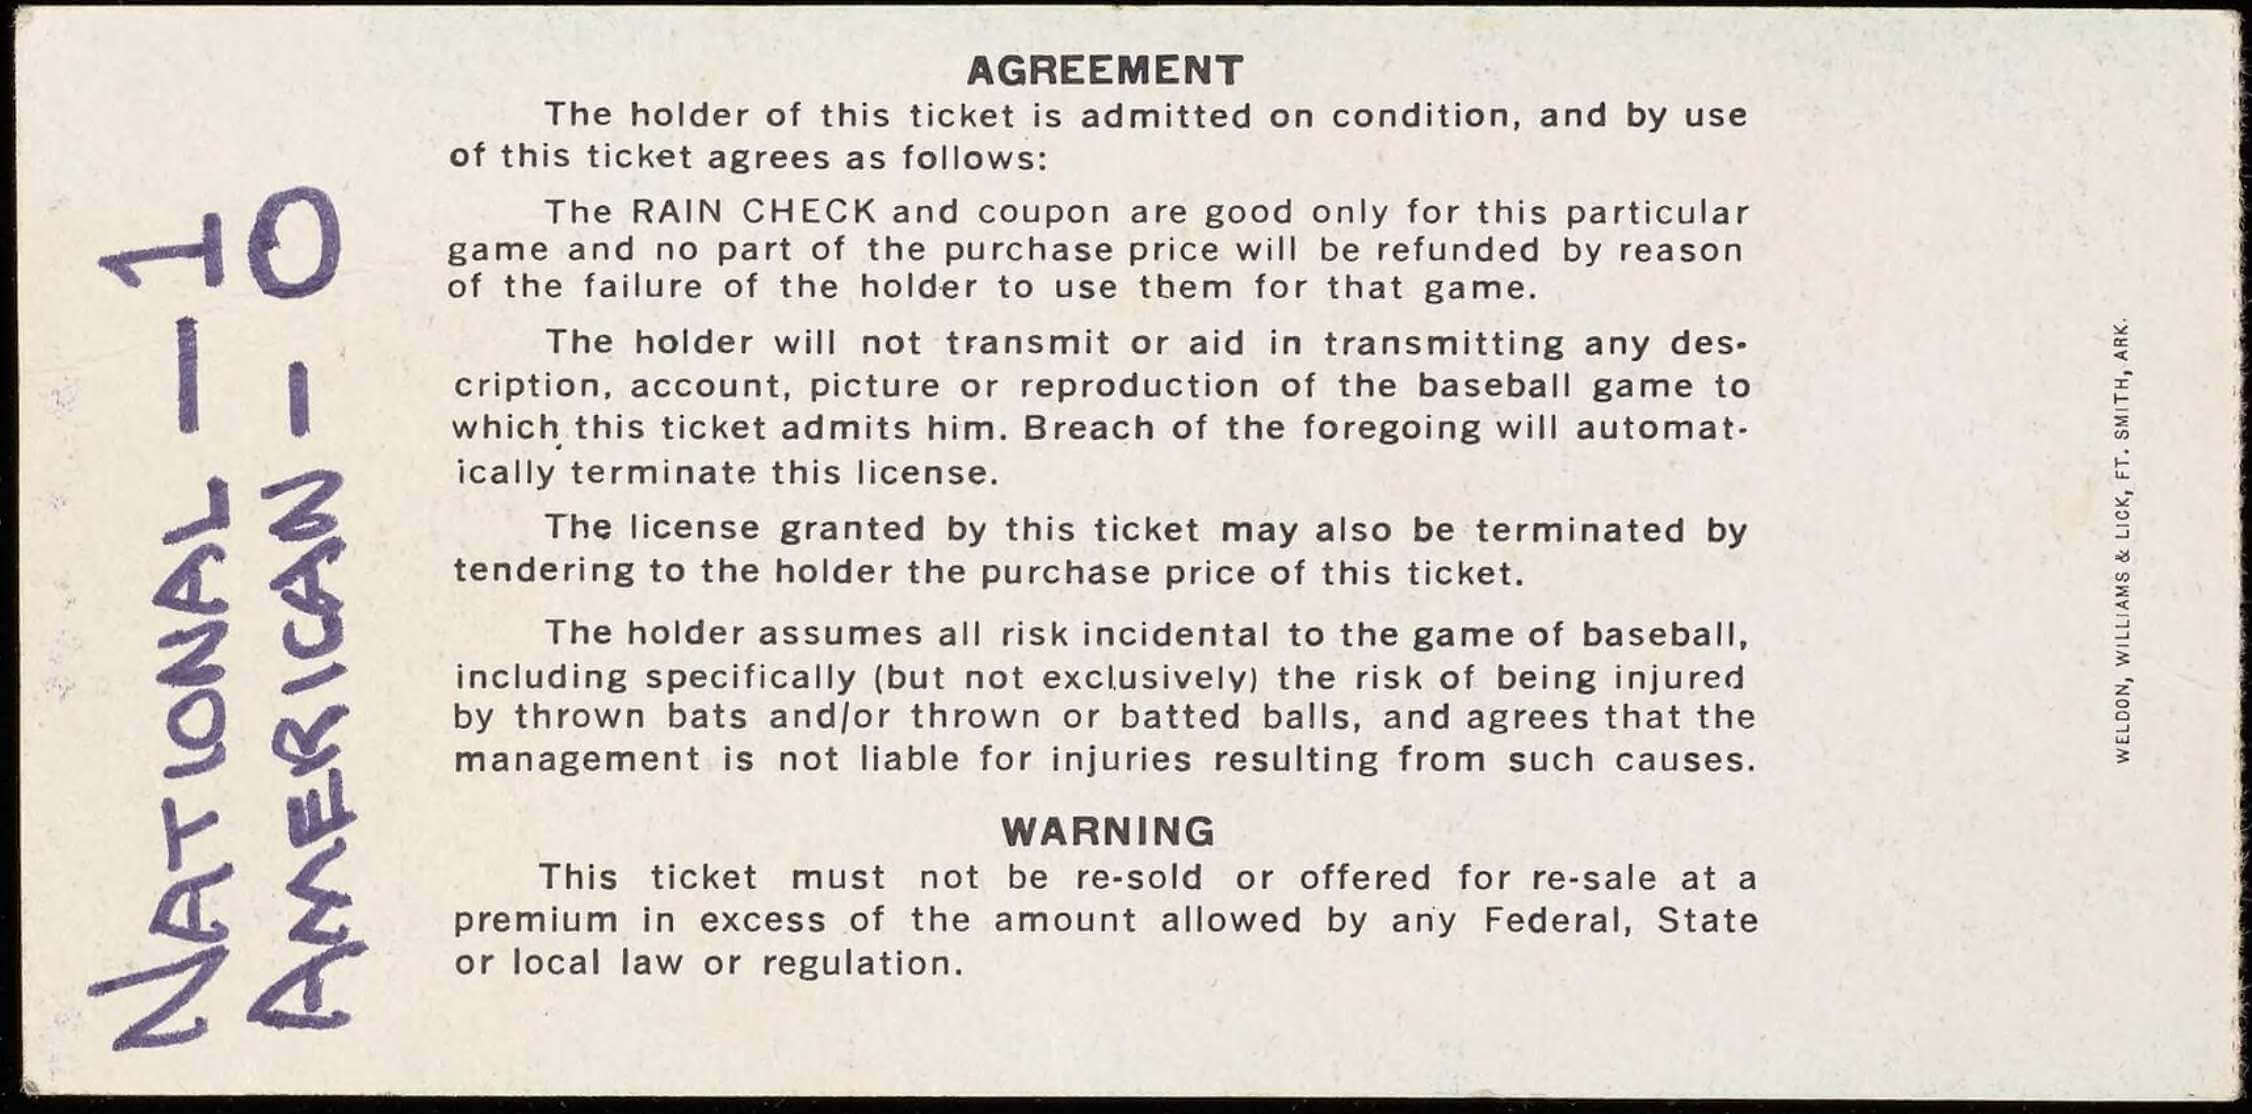 NATIONAL — 1
AMERICAN - 0
AGREEMENT
The holder of this ticket is admitted on condition, and by use
of this ticket agrees as follows:
The RAIN CHECK and coupon are good only for this particular
game and no part of the purchase price will be refunded by reason
of the failure of the holder to use them for that game.
The holder will not transmit or aid in transmitting any des-
cription, account, picture or reproduction of the baseball game to
which this ticket admits him. Breach of the foregoing will automat-
ically terminate this license.
The license granted by this ticket may also be terminated by
tendering to the holder the purchase price of this ticket.
The holder assumes all risk incidental to the game of baseball,
including specifically (but not exclusively) the risk of being injured
by thrown bats and/or thrown or batted balls, and agrees that the
management is not liable for injuries resulting from such causes.
WARNING
This ticket must not be re-sold or offered for re-sale at a
premium in excess of the amount allowed by any Federal, State
or local law or regulation.
WELDON, WILLIAMS & LICK, FT. SMITH, ARK.